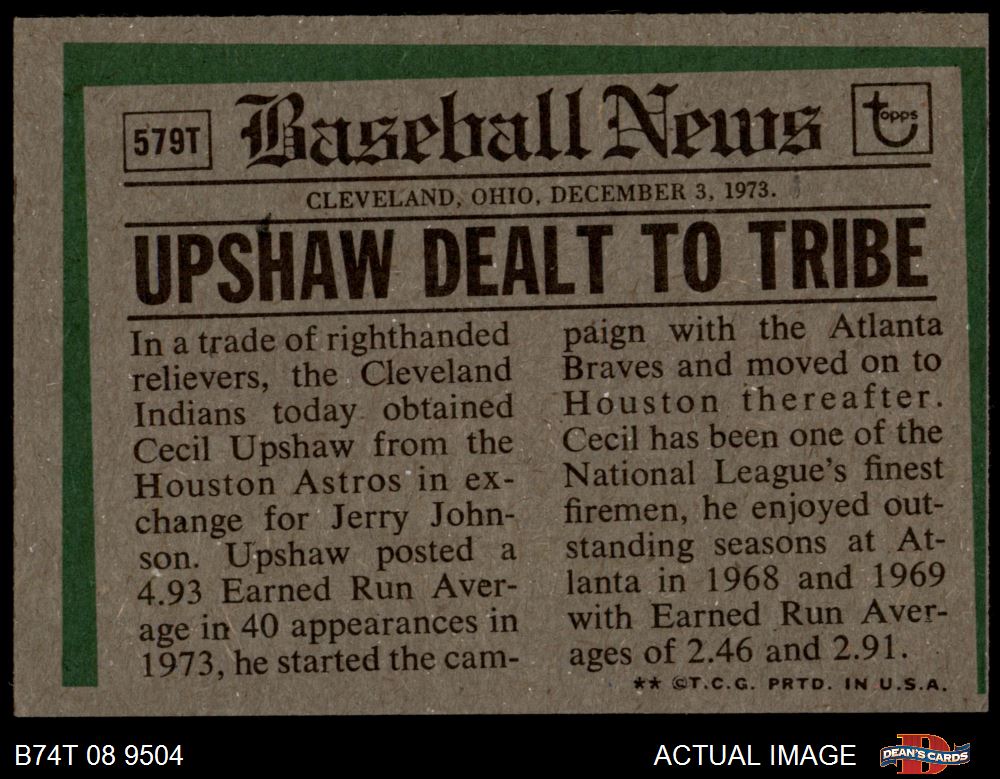 579T
Baseball News
topps
CLEVELAND, OHIO, DECEMBER 3, 1973.
UPSHAW DEALT TO TRIBE
In a trade of righthanded
relievers, the Cleveland
Indians today obtained
Cecil Upshaw from the
Houston Astros in ex-
change for Jerry John-
son. Upshaw posted a
4.93 Earned Run Aver-
age in 40 appearances in
1973, he started the cam-
paign with the Atlanta
Braves and moved on to
Houston thereafter.
Cecil has been one of the
National League's finest
firemen, he enjoyed out-
standing seasons at At-
lanta in 1968 and 1969
with Earned Run Aver-
ages of 2.46 and 2.91.
** ©T.C.G. PRTD. IN U.S.A.
B74T 08 9504
ACTUAL IMAGE
DEAN'S CARDS